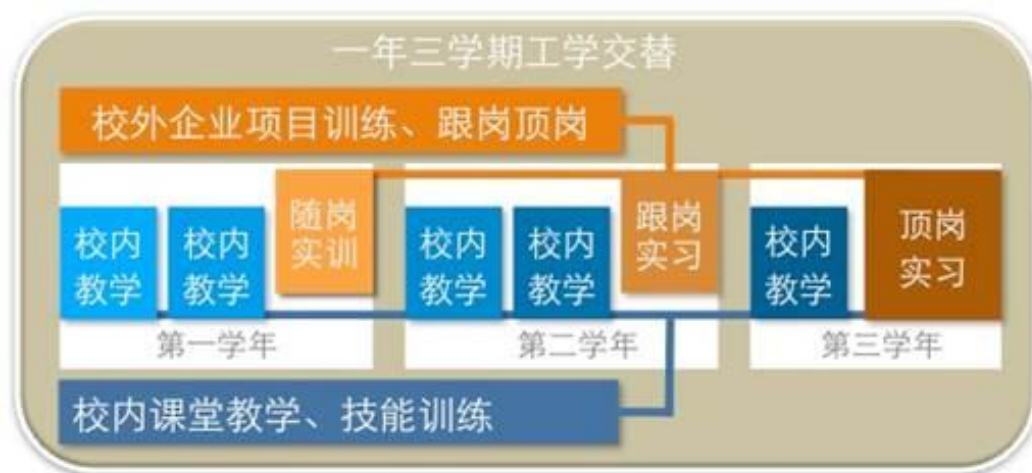 一年三学期工学交替
校外企业项目训练、跟岗顶岗
校内
教学
校内
教学
随岗
实训
校内
教学
校内
教学
跟岗
实习
校内
教学
顶岗
实习
第一学年
第二学年
第三学年
校内课堂教学、技能训练